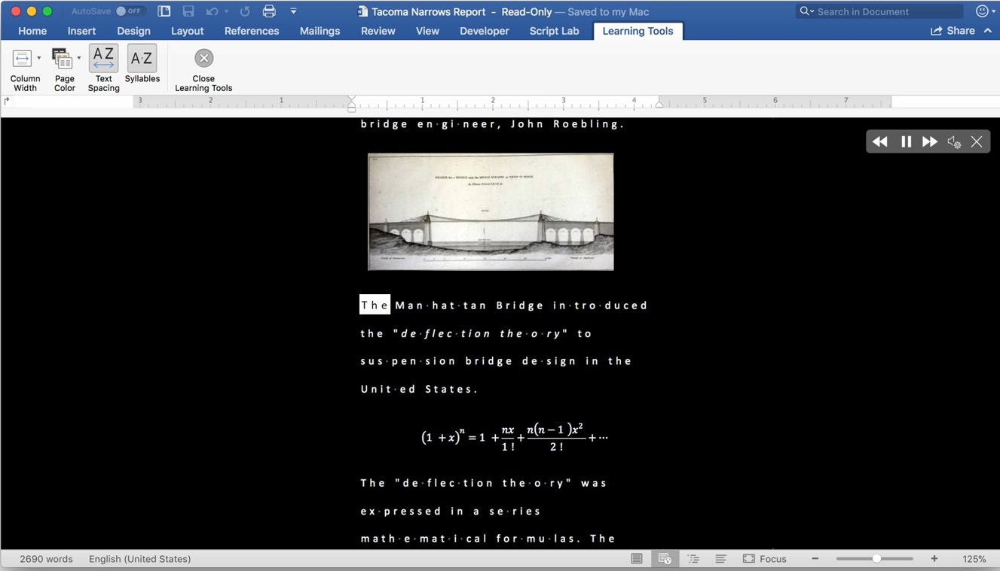 AutoSave OFF
Tacoma Narrows Report - Read-Only — Saved to my Mac
Search in Document
Home Insert Design Layout References Mailings Review View Developer Script Lab Learning Tools
Share
AZ A·Z
Column Width
Page Color
Text Spacing
Syllables
Close Learning Tools
3 2 1 1 2 3 4 5 6 7
bridge en·gi·neer, John Roebling.
The Man·hat·tan Bridge in·tro·duced
the "de·flec·tion the·o·ry" to
sus·pen·sion bridge de·sign in the
Unit·ed States.
(1 + x)ⁿ = 1 + nx/1! + n(n − 1)x²/2! + ⋯
The "de·flec·tion the·o·ry" was
ex·pressed in a se·ries
math·e·mat·i·cal for·mu·las. The
2690 words English (United States)
Focus
125%